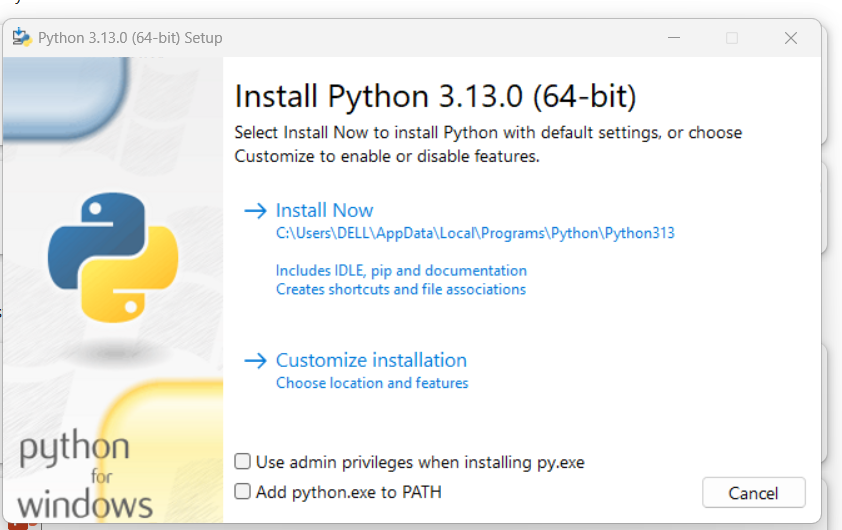 Python 3.13.0 (64-bit) Setup
Install Python 3.13.0 (64-bit)
Select Install Now to install Python with default settings, or choose
Customize to enable or disable features.
Install Now
C:\Users\DELL\AppData\Local\Programs\Python\Python313
Includes IDLE, pip and documentation
Creates shortcuts and file associations
Customize installation
Choose location and features
python
for
windows
Use admin privileges when installing py.exe
Add python.exe to PATH
Cancel